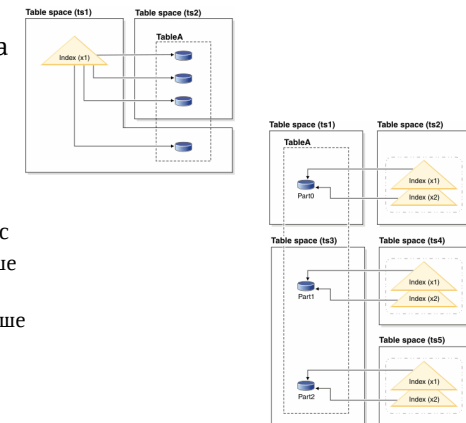 Table space (ts1)
Table space (ts2)
TableA
Index (x1)
а
Table space (ts1)
Table space (ts2)
TableA
Index (x1)
Index (x2)
Part0
с
Table space (ts3)
Table space (ts4)
ше
Index (x1)
Part1
Index (x2)
ше
Table space (ts5)
Index (x1)
Part2
Index (x2)